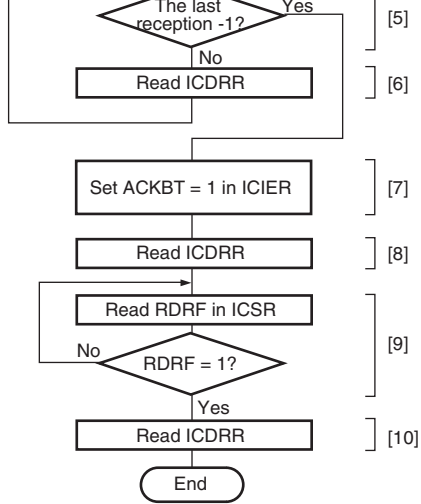 The last
reception -1?
Yes
[5]
No
Read ICDRR
[6]
Set ACKBT = 1 in ICIER
[7]
Read ICDRR
[8]
Read RDRF in ICSR
[9]
No
RDRF = 1?
Yes
Read ICDRR
[10]
End